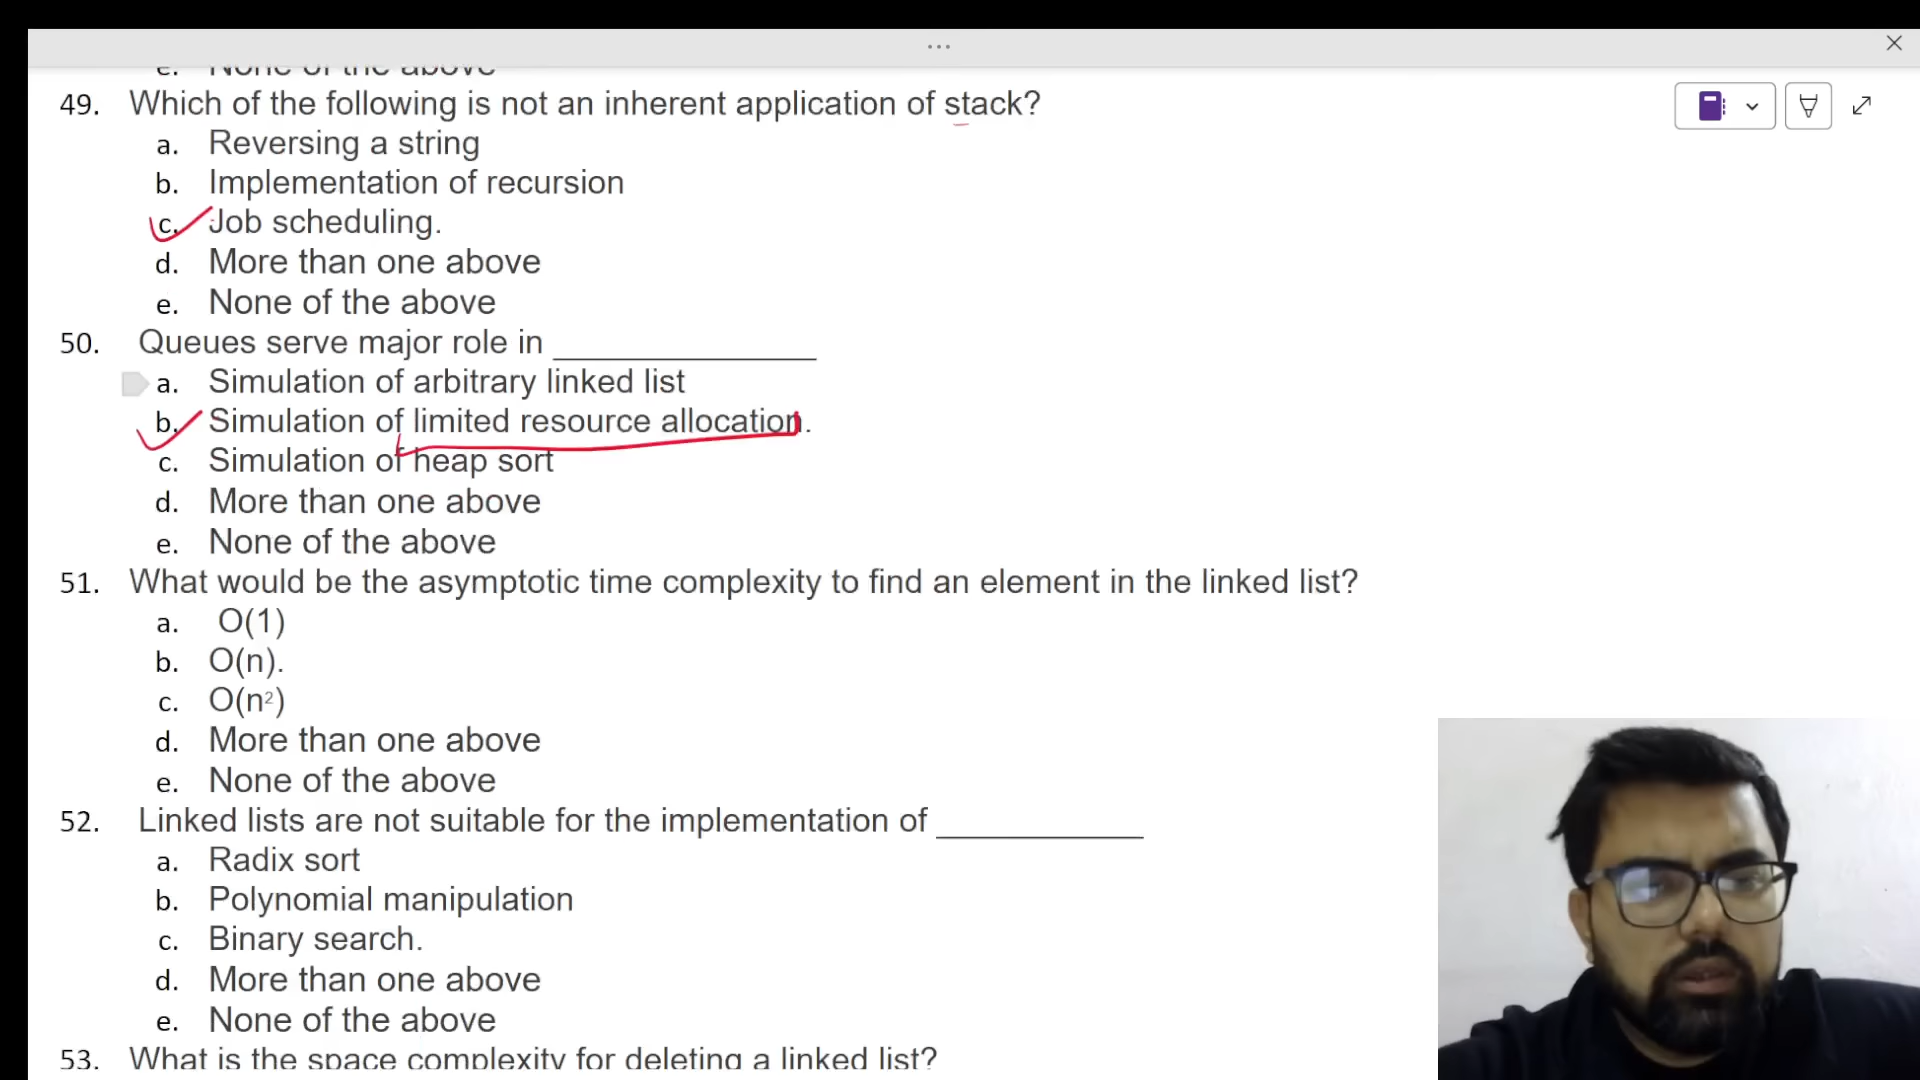 e. None of the above
49. Which of the following is not an inherent application of stack?
a. Reversing a string
b. Implementation of recursion
c. Job scheduling.
d. More than one above
e. None of the above
50. Queues serve major role in ______________
a. Simulation of arbitrary linked list
b. Simulation of limited resource allocation.
c. Simulation of heap sort
d. More than one above
e. None of the above
51. What would be the asymptotic time complexity to find an element in the linked list?
a. O(1)
b. O(n).
c. O(n²)
d. More than one above
e. None of the above
52. Linked lists are not suitable for the implementation of ___________
a. Radix sort
b. Polynomial manipulation
c. Binary search.
d. More than one above
e. None of the above
53. What is the space complexity for deleting a linked list?